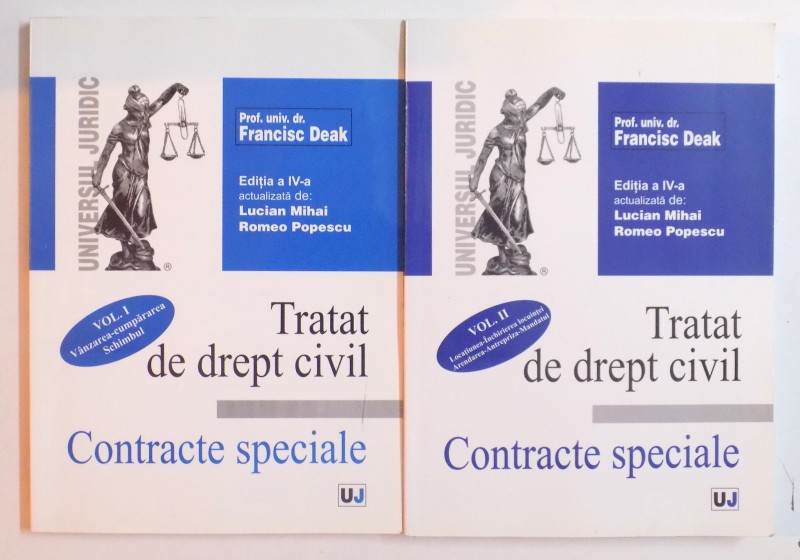 UNIVERSUL JURIDIC
®
Prof. univ. dr.
Francisc Deak
Ediția a IV-a
actualizată de:
Lucian Mihai
Romeo Popescu
VOL. I
Vânzarea-cumpărarea
Schimbul
Tratat
de drept civil
Contracte speciale
UJ
UNIVERSUL JURIDIC
®
Prof. univ. dr.
Francisc Deak
Ediția a IV-a
actualizată de:
Lucian Mihai
Romeo Popescu
VOL. II
Locațiunea-Închirierea locuinței
Arendarea-Antrepriza-Mandatul
Tratat
de drept civil
Contracte speciale
UJ